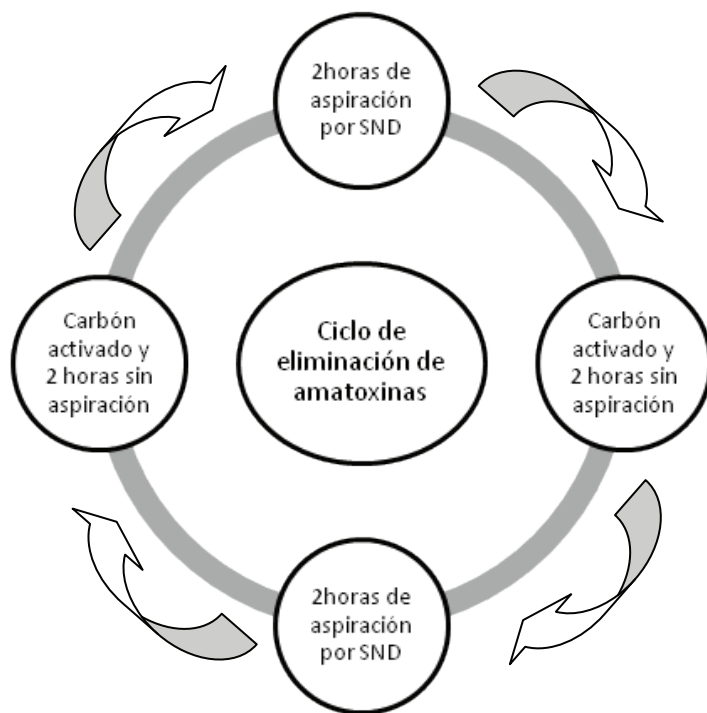 2horas de
aspiración
por SND
Carbón
activado y
2 horas sin
aspiración
Ciclo de
eliminación de
amatoxinas
Carbón
activado y
2 horas sin
aspiración
2horas de
aspiración
por SND